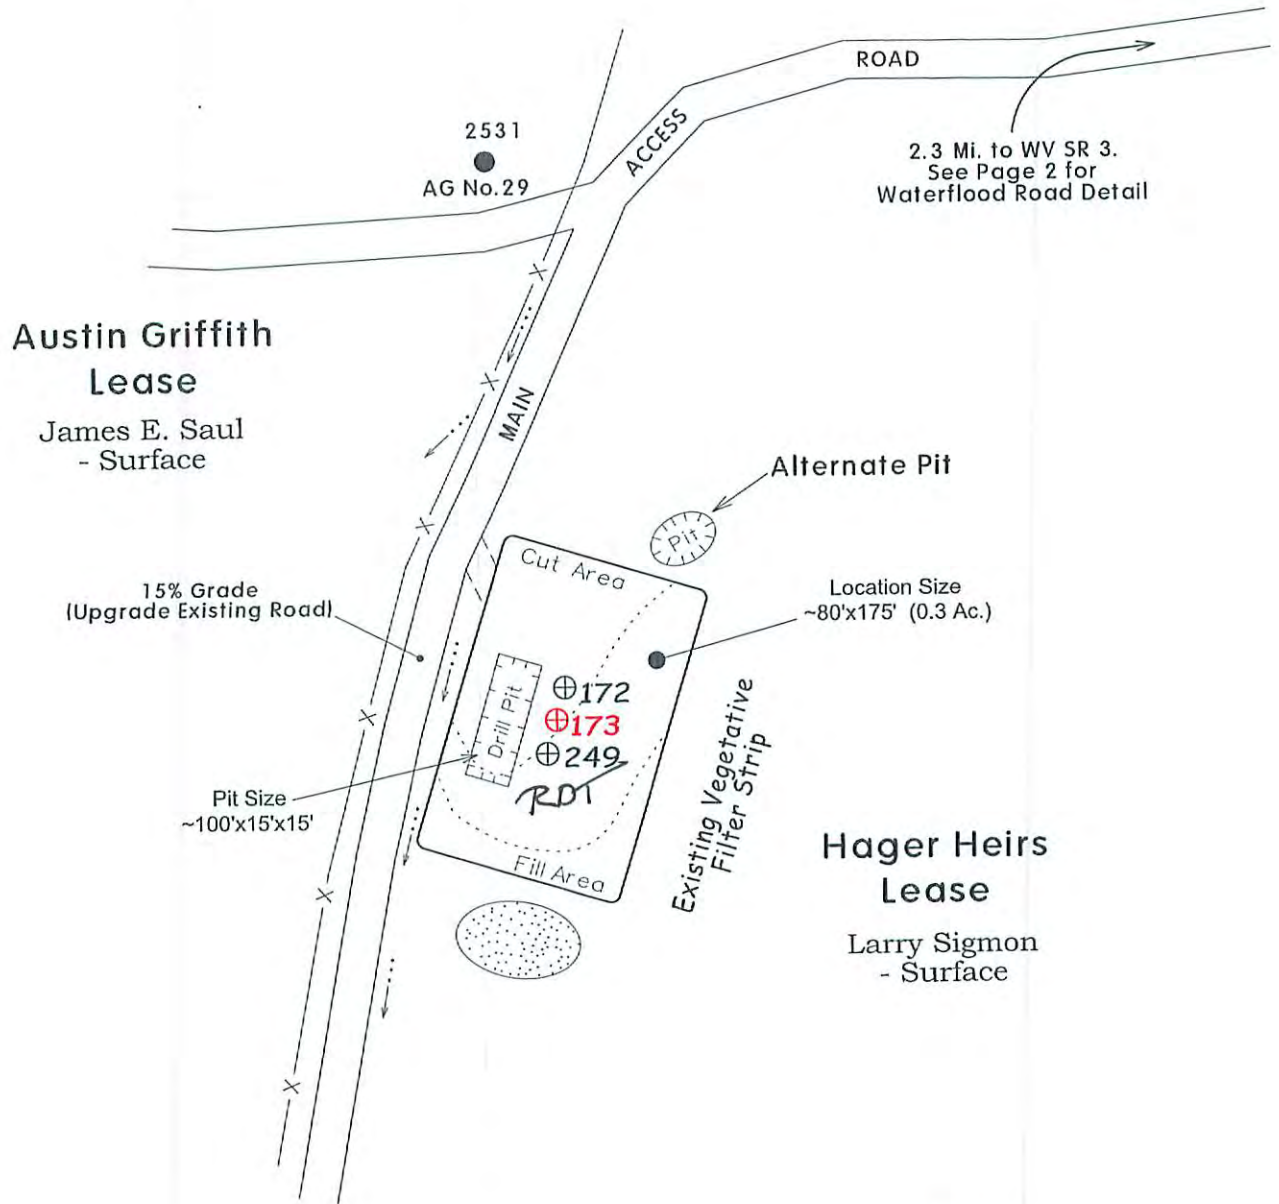 ROAD
ACCESS
MAIN
2531
AG No.29
2.3 Mi. to WV SR 3.
See Page 2 for
Waterflood Road Detail
Austin Griffith
Lease
James E. Saul
- Surface
Alternate Pit
Pit
Cut Area
15% Grade
(Upgrade Existing Road)
Location Size
~80'x175' (0.3 Ac.)
172
173
249
RDT
Drill Pit
Pit Size
~100'x15'x15'
Existing Vegetative
Filter Strip
Fill Area
Hager Heirs
Lease
Larry Sigmon
- Surface
X
X
X
X
X
X